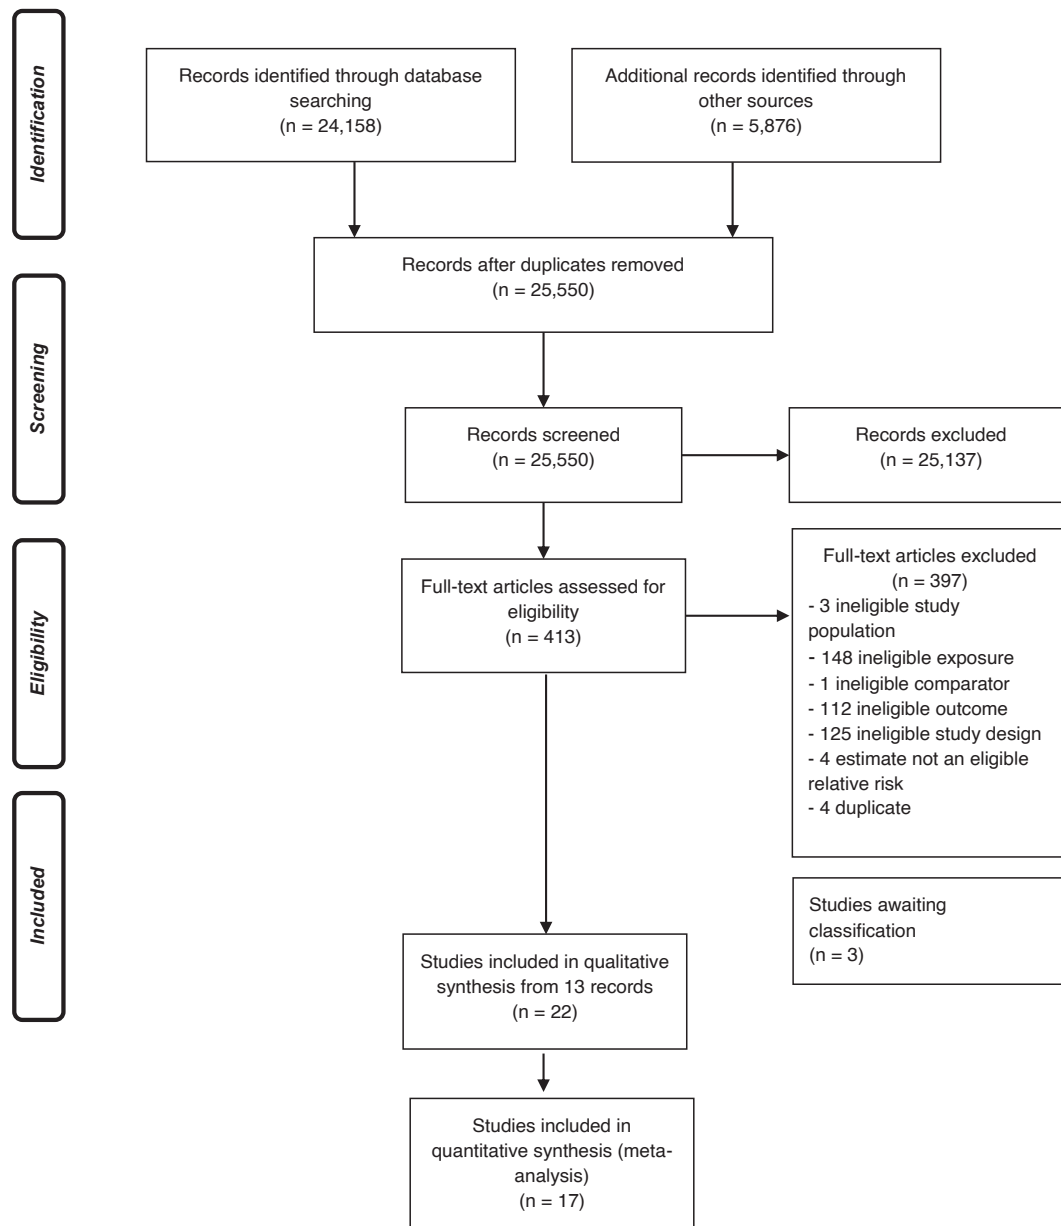 Identification
Records identified through database
searching
(n = 24,158)
Additional records identified through
other sources
(n = 5,876)
Records after duplicates removed
(n = 25,550)
Screening
Records screened
(n = 25,550)
Records excluded
(n = 25,137)
Eligibility
Full-text articles assessed for
eligibility
(n = 413)
Full-text articles excluded
(n = 397)
- 3 ineligible study
population
- 148 ineligible exposure
- 1 ineligible comparator
- 112 ineligible outcome
- 125 ineligible study design
- 4 estimate not an eligible
relative risk
- 4 duplicate
Included
Studies awaiting
classification
(n = 3)
Studies included in qualitative
synthesis from 13 records
(n = 22)
Studies included in
quantitative synthesis (meta-
analysis)
(n = 17)